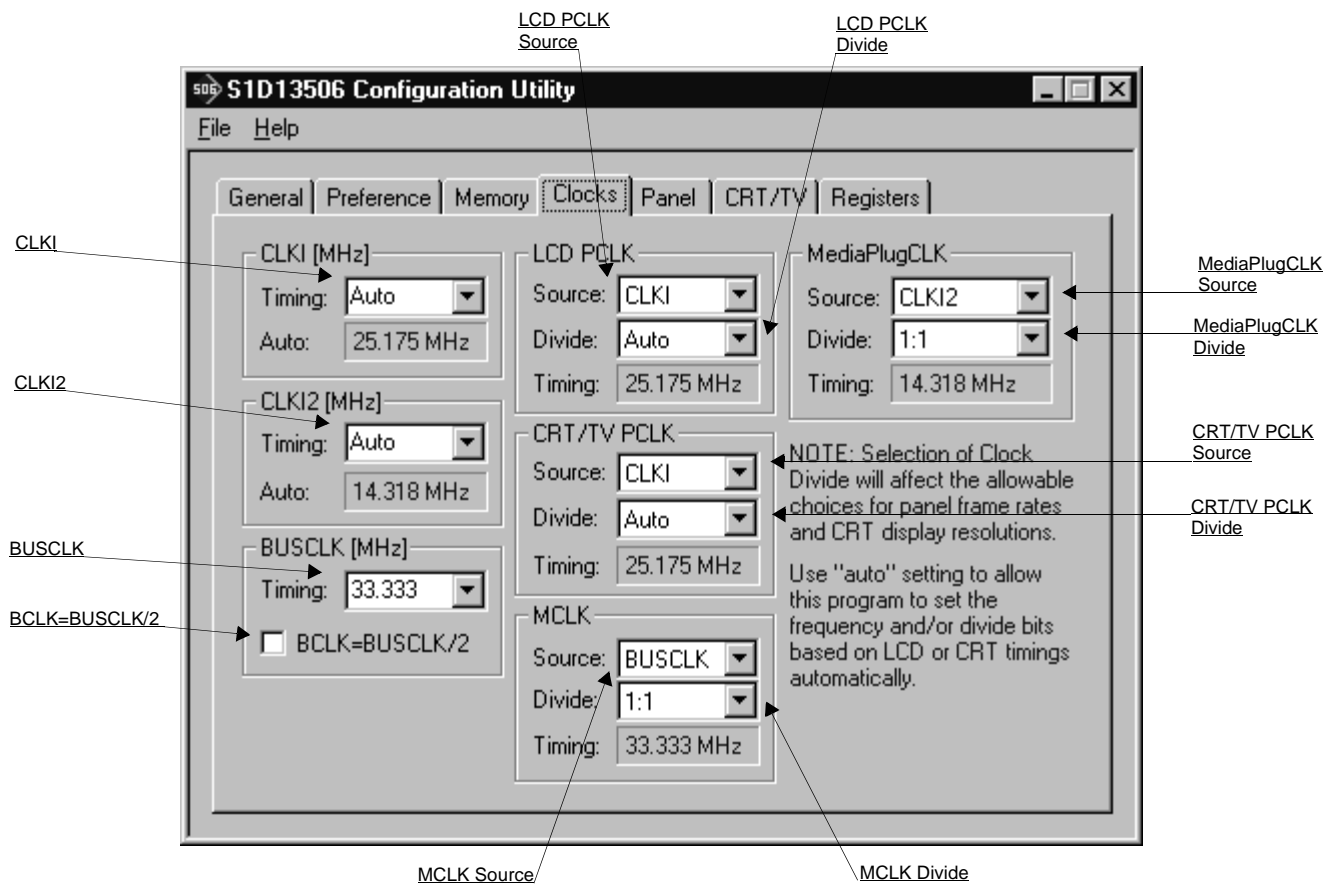 LCD PCLK
Source
LCD PCLK
Divide
506 S1D13506 Configuration Utility
File Help
General Preference Memory Clocks Panel CRT/TV Registers
CLKI
CLKI [MHz]
Timing: Auto
Auto: 25.175 MHz
CLKI2
CLKI2 [MHz]
Timing: Auto
Auto: 14.318 MHz
BUSCLK
BUSCLK [MHz]
Timing: 33.333
BCLK=BUSCLK/2
BCLK=BUSCLK/2
LCD PCLK
Source: CLKI
Divide: Auto
Timing: 25.175 MHz
CRT/TV PCLK
Source: CLKI
Divide: Auto
Timing: 25.175 MHz
MCLK
Source: BUSCLK
Divide: 1:1
Timing: 33.333 MHz
MediaPlugCLK
Source: CLKI2
Divide: 1:1
Timing: 14.318 MHz
NOTE: Selection of Clock
Divide will affect the allowable
choices for panel frame rates
and CRT display resolutions.
Use "auto" setting to allow
this program to set the
frequency and/or divide bits
based on LCD or CRT timings
automatically.
MediaPlugCLK
Source
MediaPlugCLK
Divide
CRT/TV PCLK
Source
CRT/TV PCLK
Divide
MCLK Source
MCLK Divide